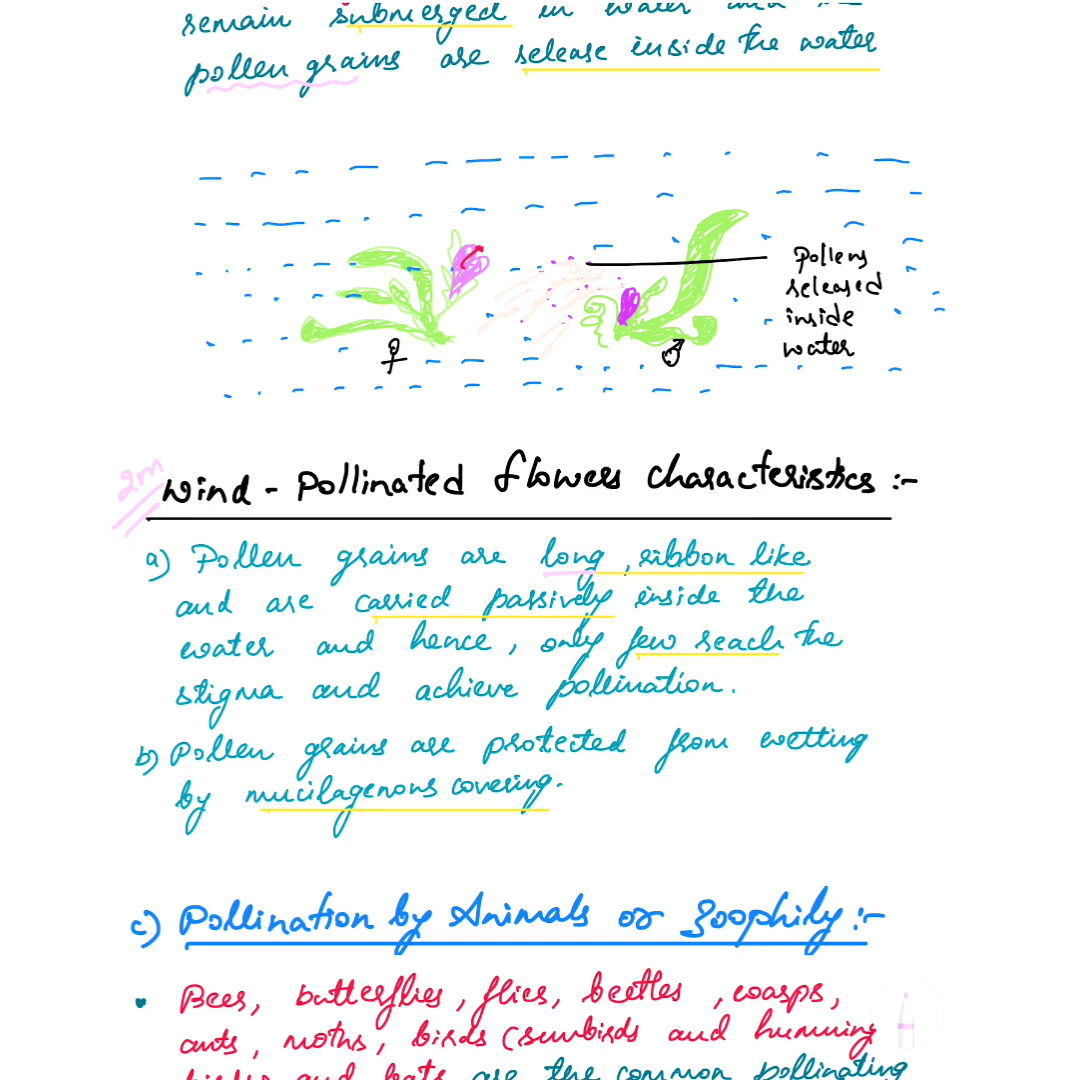 remain submerged in water and
pollen grains are release inside the water
Pollens
released
inside
water
♀
♂
2m
Wind - Pollinated flowers characteristics :-
a) Pollen grains are long, ribbon like
and are carried passively inside the
water and hence, only few reach the
stigma and achieve pollination.
b) Pollen grains are protected from wetting
by mucilagenous covering.
c) Pollination by Animals or Zoophily :-
• Bees, butterflies, flies, beetles, wasps,
ants, moths, birds (sunbirds and humming
birds) and bats are the common pollinating